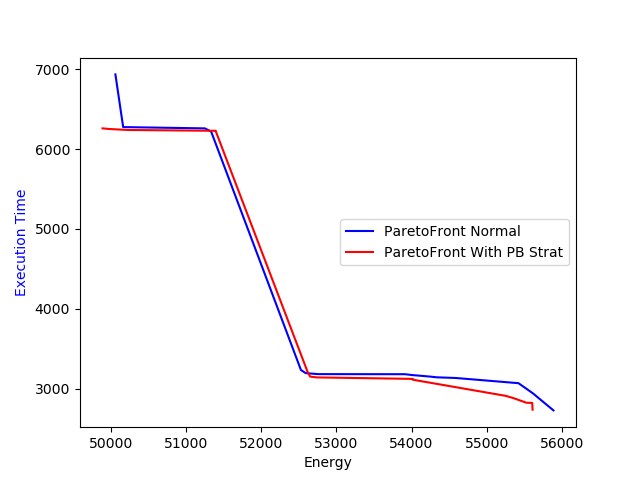 7000
6000
5000
4000
3000
Execution Time
ParetoFront Normal
ParetoFront With PB Strat
50000 51000 52000 53000 54000 55000 56000
Energy